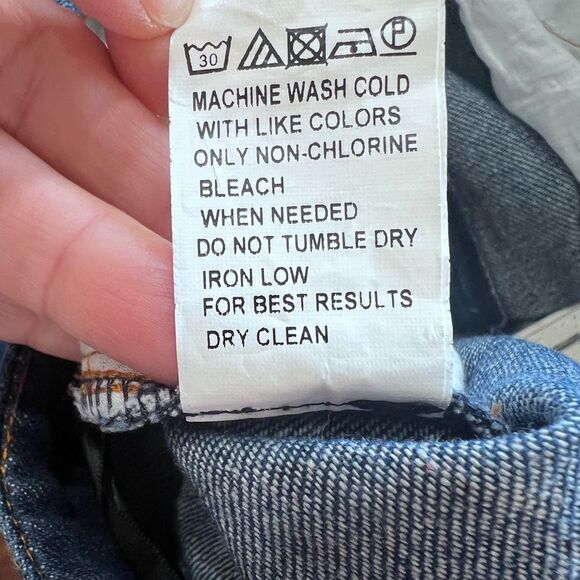 30 P
MACHINE WASH COLD
WITH LIKE COLORS
ONLY NON-CHLORINE
BLEACH
WHEN NEEDED
DO NOT TUMBLE DRY
IRON LOW
FOR BEST RESULTS
DRY CLEAN